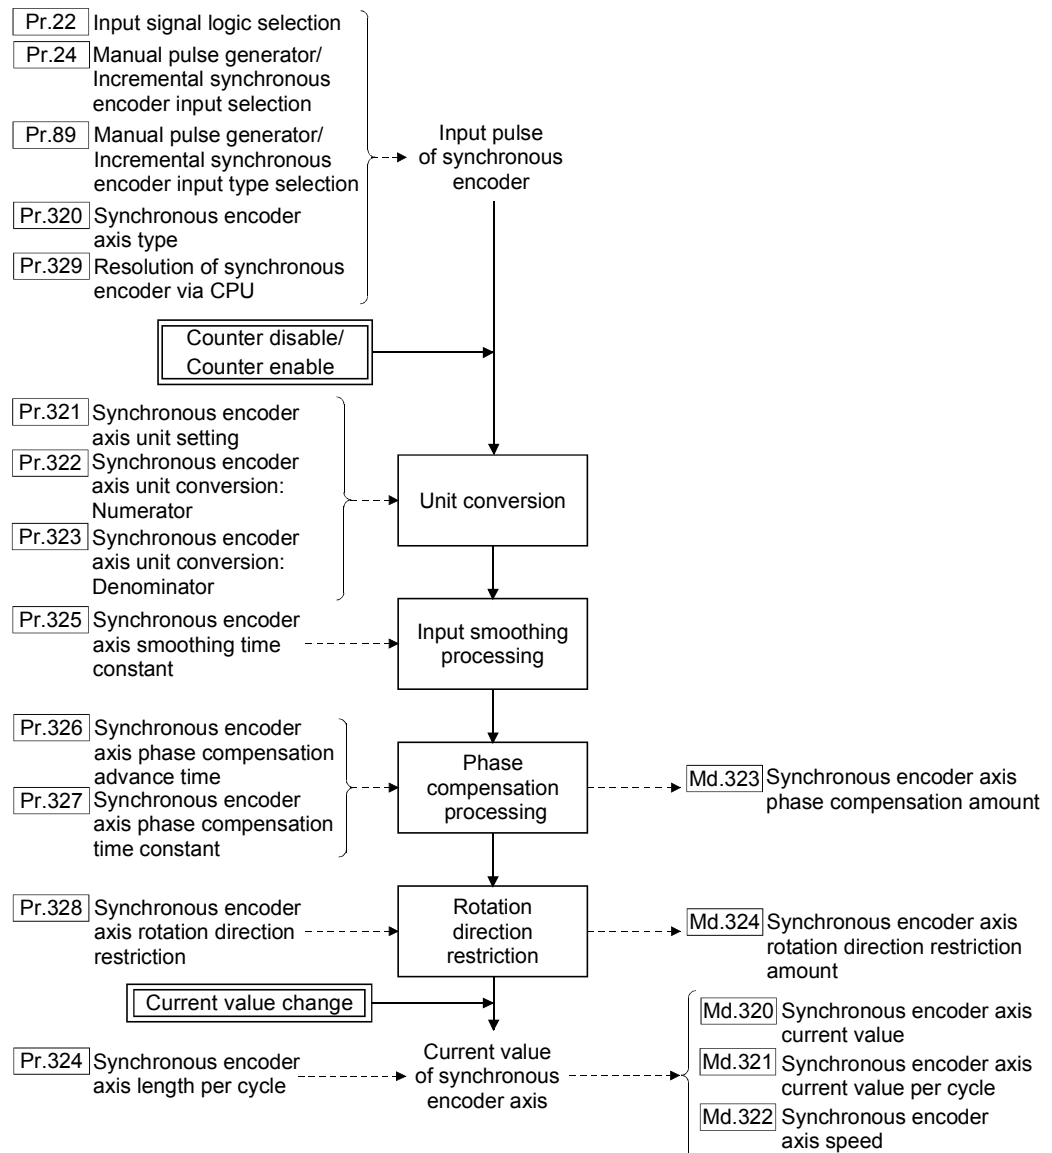 Pr.22 Input signal logic selection
Pr.24 Manual pulse generator/
Incremental synchronous
encoder input selection
Pr.89 Manual pulse generator/
Incremental synchronous
encoder input type selection
Pr.320 Synchronous encoder
axis type
Pr.329 Resolution of synchronous
encoder via CPU
Input pulse
of synchronous
encoder
Counter disable/
Counter enable
Pr.321 Synchronous encoder
axis unit setting
Pr.322 Synchronous encoder
axis unit conversion:
Numerator
Pr.323 Synchronous encoder
axis unit conversion:
Denominator
Unit conversion
Pr.325 Synchronous encoder
axis smoothing time
constant
Input smoothing
processing
Pr.326 Synchronous encoder
axis phase compensation
advance time
Pr.327 Synchronous encoder
axis phase compensation
time constant
Phase
compensation
processing
Md.323 Synchronous encoder axis
phase compensation amount
Pr.328 Synchronous encoder
axis rotation direction
restriction
Rotation
direction
restriction
Md.324 Synchronous encoder axis
rotation direction restriction
amount
Current value change
Pr.324 Synchronous encoder
axis length per cycle
Current value
of synchronous
encoder axis
Md.320 Synchronous encoder axis
current value
Md.321 Synchronous encoder axis
current value per cycle
Md.322 Synchronous encoder
axis speed